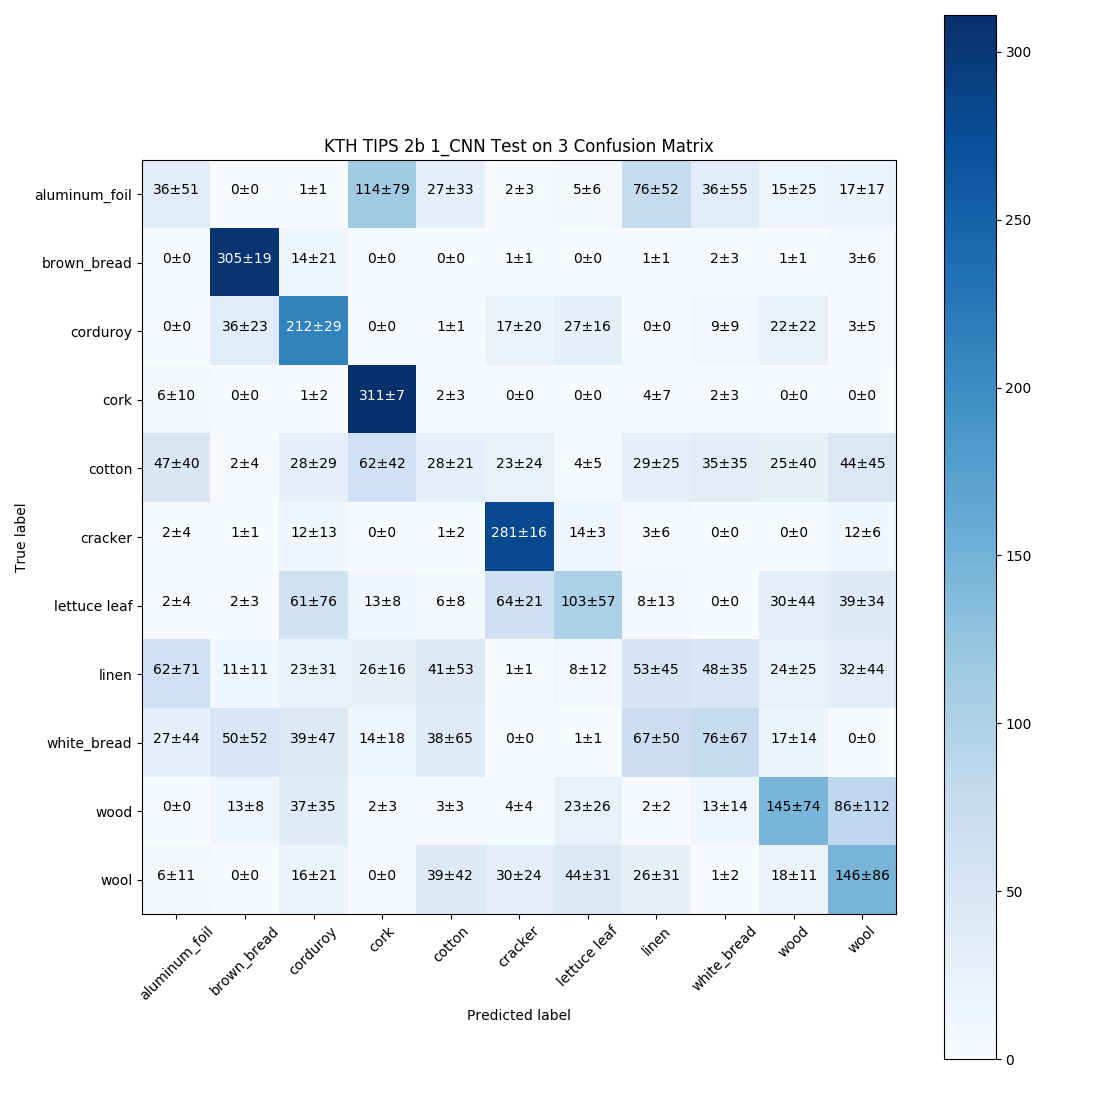 KTH TIPS 2b 1_CNN Test on 3 Confusion Matrix
aluminum_foil 36±51 0±0 1±1 114±79 27±33 2±3 5±6 76±52 36±55 15±25 17±17
brown_bread 0±0 305±19 14±21 0±0 0±0 1±1 0±0 1±1 2±3 1±1 3±6
corduroy 0±0 36±23 212±29 0±0 1±1 17±20 27±16 0±0 9±9 22±22 3±5
cork 6±10 0±0 1±2 311±7 2±3 0±0 0±0 4±7 2±3 0±0 0±0
cotton 47±40 2±4 28±29 62±42 28±21 23±24 4±5 29±25 35±35 25±40 44±45
cracker 2±4 1±1 12±13 0±0 1±2 281±16 14±3 3±6 0±0 0±0 12±6
lettuce leaf 2±4 2±3 61±76 13±8 6±8 64±21 103±57 8±13 0±0 30±44 39±34
linen 62±71 11±11 23±31 26±16 41±53 1±1 8±12 53±45 48±35 24±25 32±44
white_bread 27±44 50±52 39±47 14±18 38±65 0±0 1±1 67±50 76±67 17±14 0±0
wood 0±0 13±8 37±35 2±3 3±3 4±4 23±26 2±2 13±14 145±74 86±112
wool 6±11 0±0 16±21 0±0 39±42 30±24 44±31 26±31 1±2 18±11 146±86
True label
aluminum_foil brown_bread corduroy cork cotton cracker lettuce leaf linen white_bread wood wool
Predicted label
300
250
200
150
100
50
0